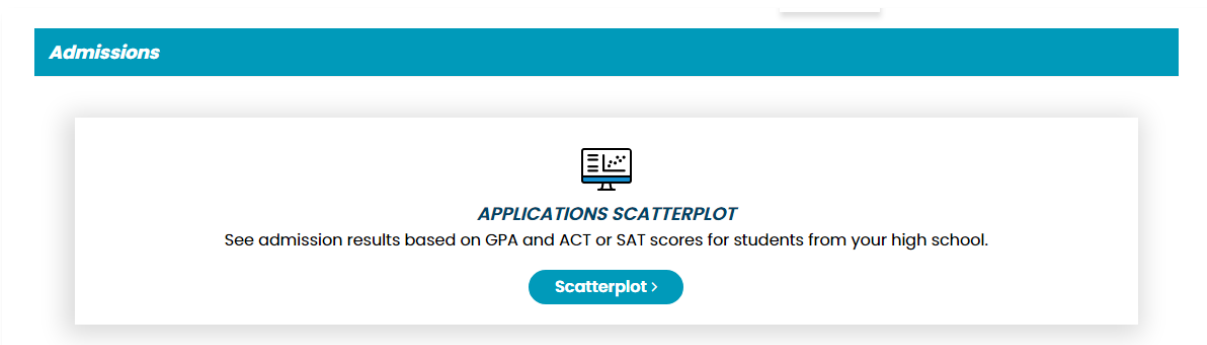 Admissions
APPLICATIONS SCATTERPLOT
See admission results based on GPA and ACT or SAT scores for students from your high school.
Scatterplot >